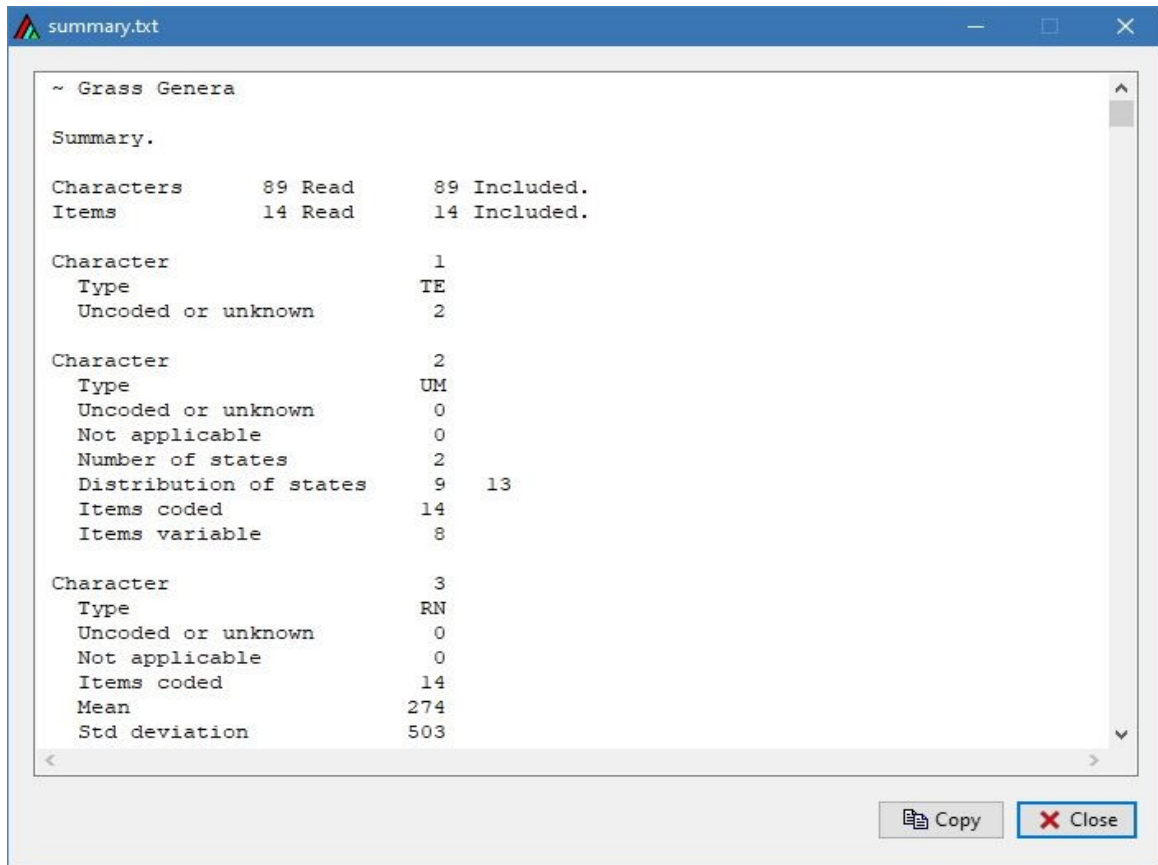 summary.txt
~ Grass Genera
Summary.
Characters 89 Read 89 Included.
Items 14 Read 14 Included.
Character 1
Type TE
Uncoded or unknown 2
Character 2
Type UM
Uncoded or unknown 0
Not applicable 0
Number of states 2
Distribution of states 9 13
Items coded 14
Items variable 8
Character 3
Type RN
Uncoded or unknown 0
Not applicable 0
Items coded 14
Mean 274
Std deviation 503
Copy Close